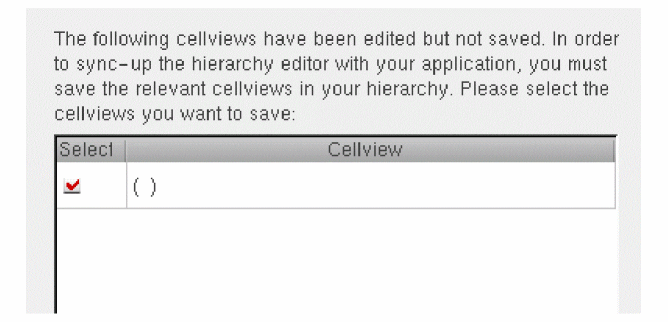 The following cellviews have been edited but not saved. In order
to sync-up the hierarchy editor with your application, you must
save the relevant cellviews in your hierarchy. Please select the
cellviews you want to save:
Select Cellview
( )